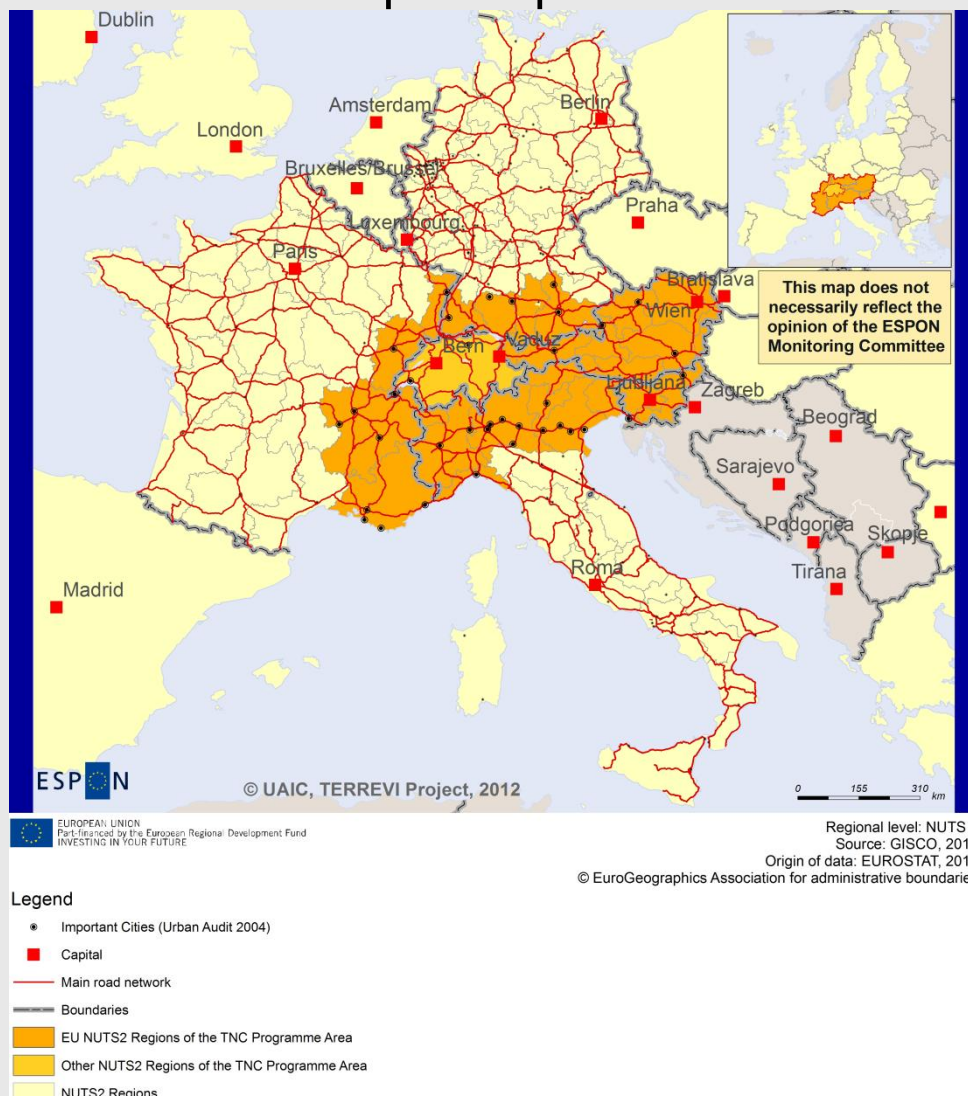 Dublin
London
Amsterdam
Berlin
Bruxelles/Brussel
Luxembourg
Praha
Paris
Bratislava
Wien
This map does not
necessarily reflect the
opinion of the ESPON
Monitoring Committee
Bern
Vaduz
Ljubljana
Zagreb
Beograd
Sarajevo
Podgorica
Skopje
Tirana
Roma
Madrid
ESPON
© UAIC, TERREVI Project, 2012
0 155 310 km
EUROPEAN UNION
Part-financed by the European Regional Development Fund
INVESTING IN YOUR FUTURE
Regional level: NUTS
Source: GISCO, 201
Origin of data: EUROSTAT, 201
© EuroGeographics Association for administrative boundarie
Legend
Important Cities (Urban Audit 2004)
Capital
Main road network
Boundaries
EU NUTS2 Regions of the TNC Programme Area
Other NUTS2 Regions of the TNC Programme Area
NUTS2 Regions